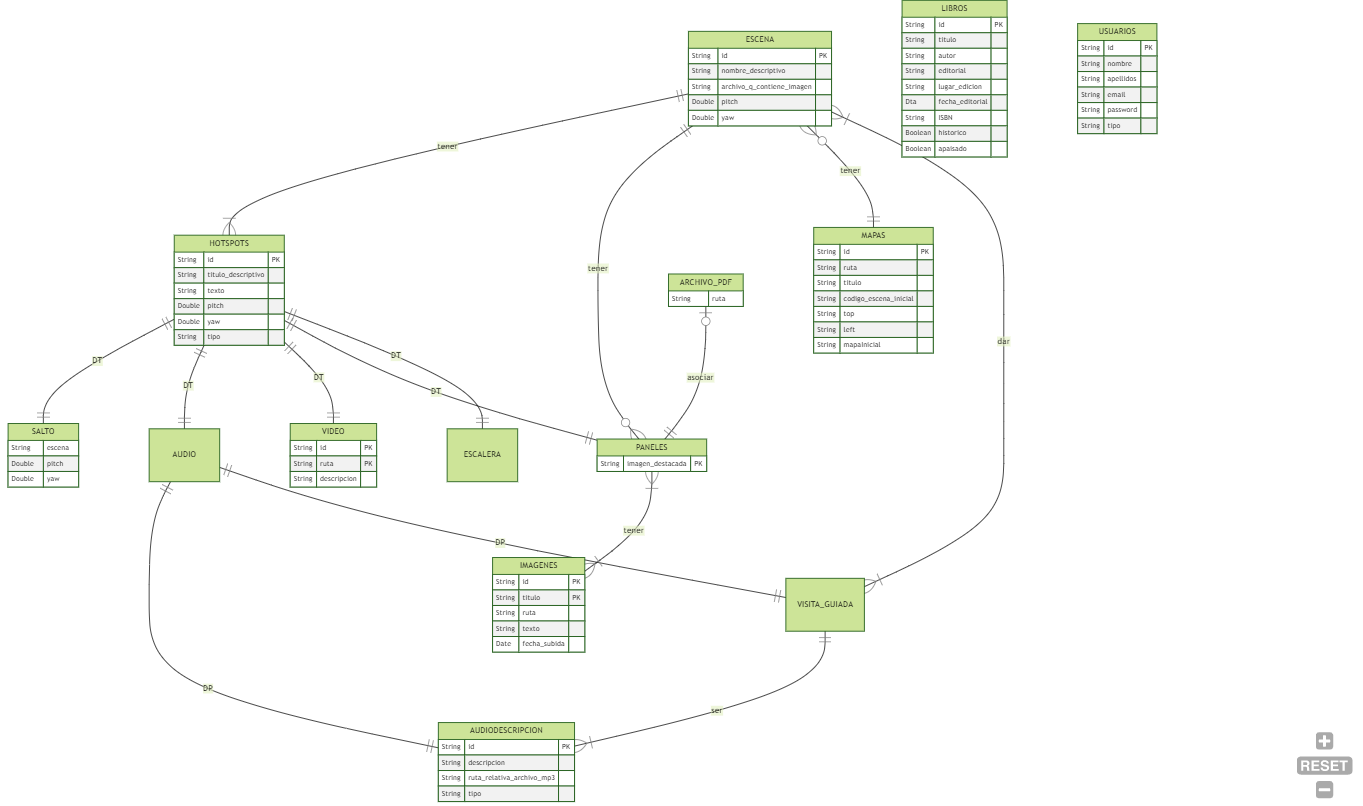 LIBROS
String id PK
String titulo
String autor
String editorial
String lugar_edicion
Dta fecha_editorial
String ISBN
Boolean historico
Boolean apaisado
USUARIOS
String id PK
String nombre
String apellidos
String email
String password
String tipo
ESCENA
String id PK
String nombre_descriptivo
String archivo_q_contiene_imagen
Double pitch
Double yaw
tener
tener
tener
dar
HOTSPOTS
String id PK
String titulo_descriptivo
String texto
Double pitch
Double yaw
String tipo
MAPAS
String id PK
String ruta
String titulo
String codigo_escena_inicial
String top
String left
String mapaInicial
ARCHIVO_PDF
String ruta
asociar
DT
DT
DT
DT
DT
SALTO
String escena
Double pitch
Double yaw
AUDIO
VIDEO
String id PK
String ruta PK
String descripcion
ESCALERA
PANELES
String imagen_destacada PK
tener
DP
IMAGENES
String id PK
String titulo PK
String ruta
String texto
Date fecha_subida
VISITA_GUIADA
DP
ser
AUDIODESCRIPCION
String id PK
String descripcion
String ruta_relativa_archivo_mp3
String tipo
RESET